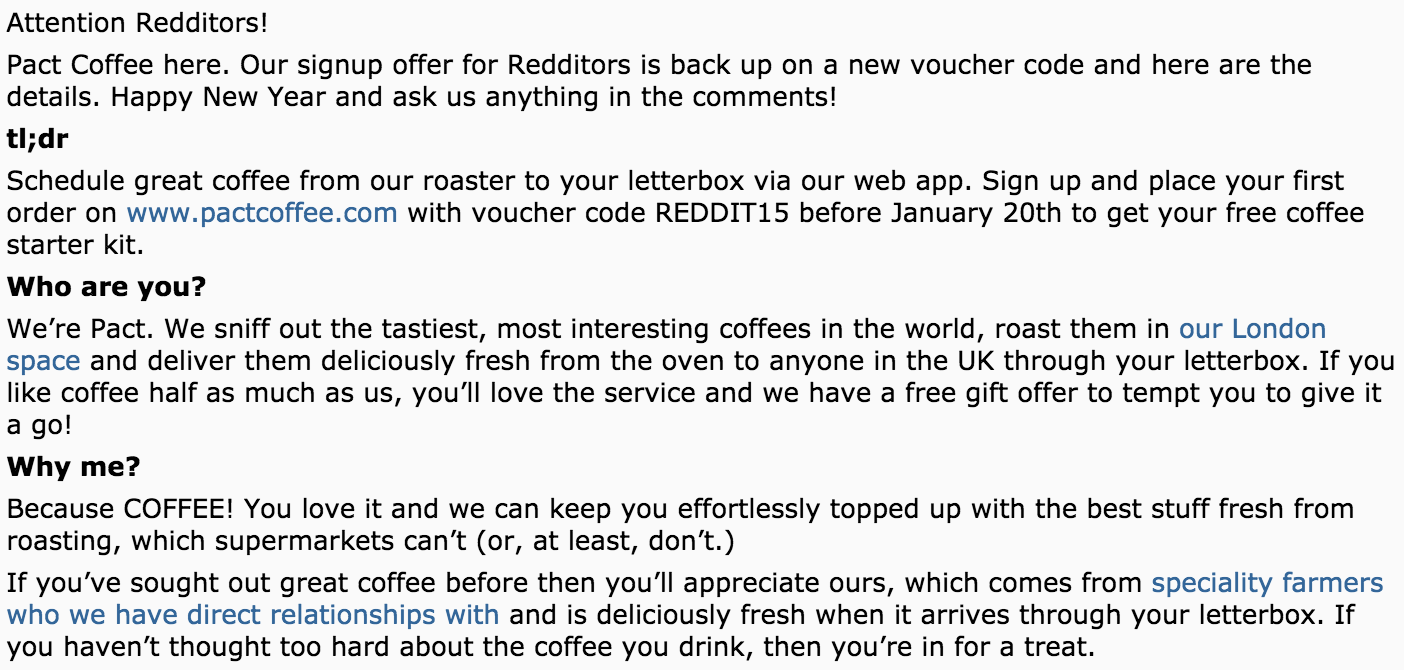 Attention Redditors!
Pact Coffee here. Our signup offer for Redditors is back up on a new voucher code and here are the
details. Happy New Year and ask us anything in the comments!
tl;dr
Schedule great coffee from our roaster to your letterbox via our web app. Sign up and place your first
order on www.pactcoffee.com with voucher code REDDIT15 before January 20th to get your free coffee
starter kit.
Who are you?
We’re Pact. We sniff out the tastiest, most interesting coffees in the world, roast them in our London
space and deliver them deliciously fresh from the oven to anyone in the UK through your letterbox. If you
like coffee half as much as us, you’ll love the service and we have a free gift offer to tempt you to give it
a go!
Why me?
Because COFFEE! You love it and we can keep you effortlessly topped up with the best stuff fresh from
roasting, which supermarkets can’t (or, at least, don’t.)
If you’ve sought out great coffee before then you’ll appreciate ours, which comes from speciality farmers
who we have direct relationships with and is deliciously fresh when it arrives through your letterbox. If
you haven’t thought too hard about the coffee you drink, then you’re in for a treat.